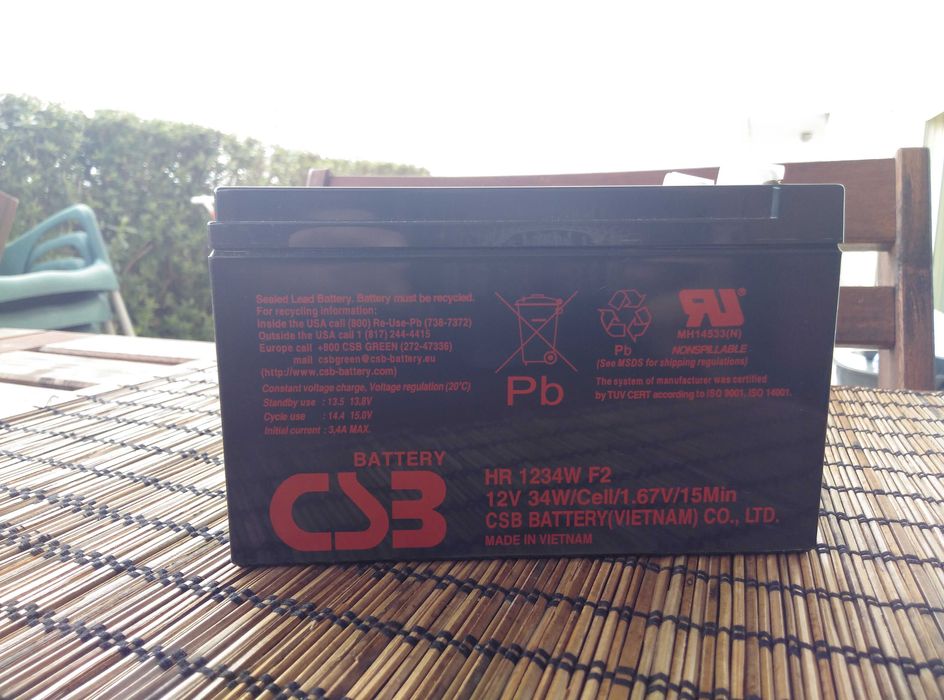 Sealed Lead Battery. Battery must be recycled.
For recycling information:
Inside the USA call (800) Re-Use-Pb (738-7372)
Outside the USA call 1 (817) 244-4415
Europe call +800 CSB GREEN (272-47336)
mail csbgreen@csb-battery.eu
(http://www.csb-battery.com)
Constant voltage charge, Voltage regulation (20°C)
Standby use : 13.5 13.8V
Cycle use : 14.4 15.0V
Initial current : 3.4A MAX.
Pb
Pb
RU®
MH14533(N)
NONSPILLABLE
(See MSDS for shipping regulations)
The system of manufacturer was certified
by TUV CERT according to ISO 9001, ISO 14001.
BATTERY
CSB
HR 1234W F2
12V 34W/Cell/1.67V/15Min
CSB BATTERY(VIETNAM) CO., LTD.
MADE IN VIETNAM